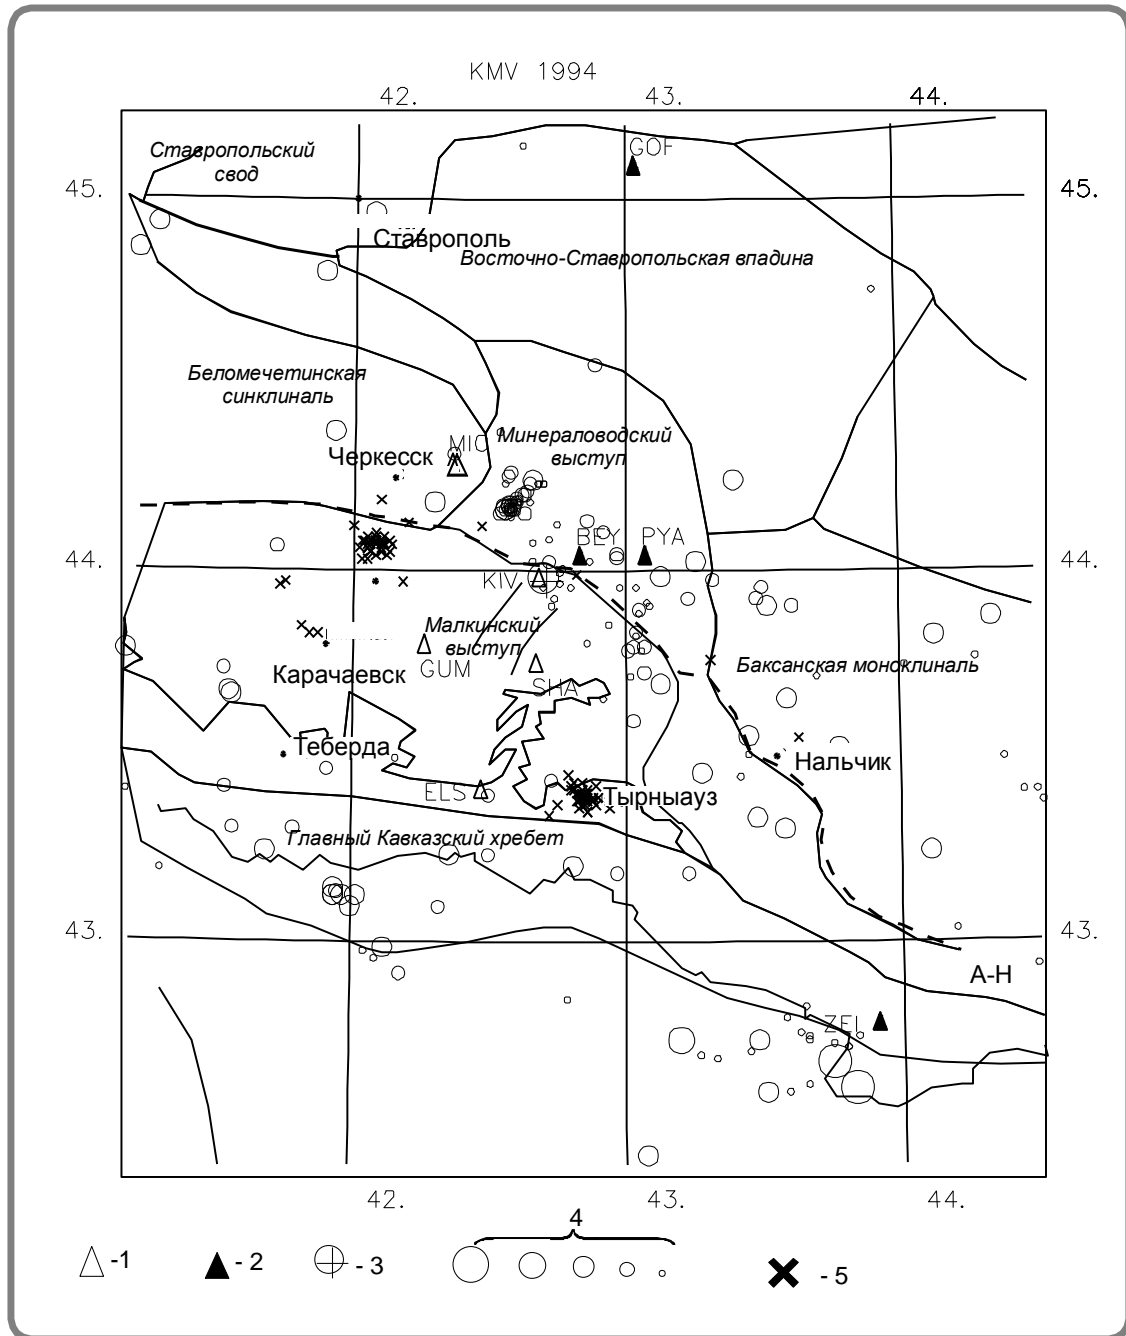 KMV 1994
42. 43. 44.
Ставропольский
свод
GOF
45. 45.
Ставрополь
Восточно-Ставропольская впадина
Беломечетинская
синклиналь
MIC
Минераловодский
выступ
Черкесск
BEY PYA
44. 44.
KIV
Малкинский
выступ
GUM
SHA
Баксанская моноклиналь
Карачаевск
Теберда
Нальчик
ELS
Тырныауз
Главный Кавказский хребет
43. 43.
А-Н
ZEI
42. 43. 44.
4
-1 - 2 - 3 - 5